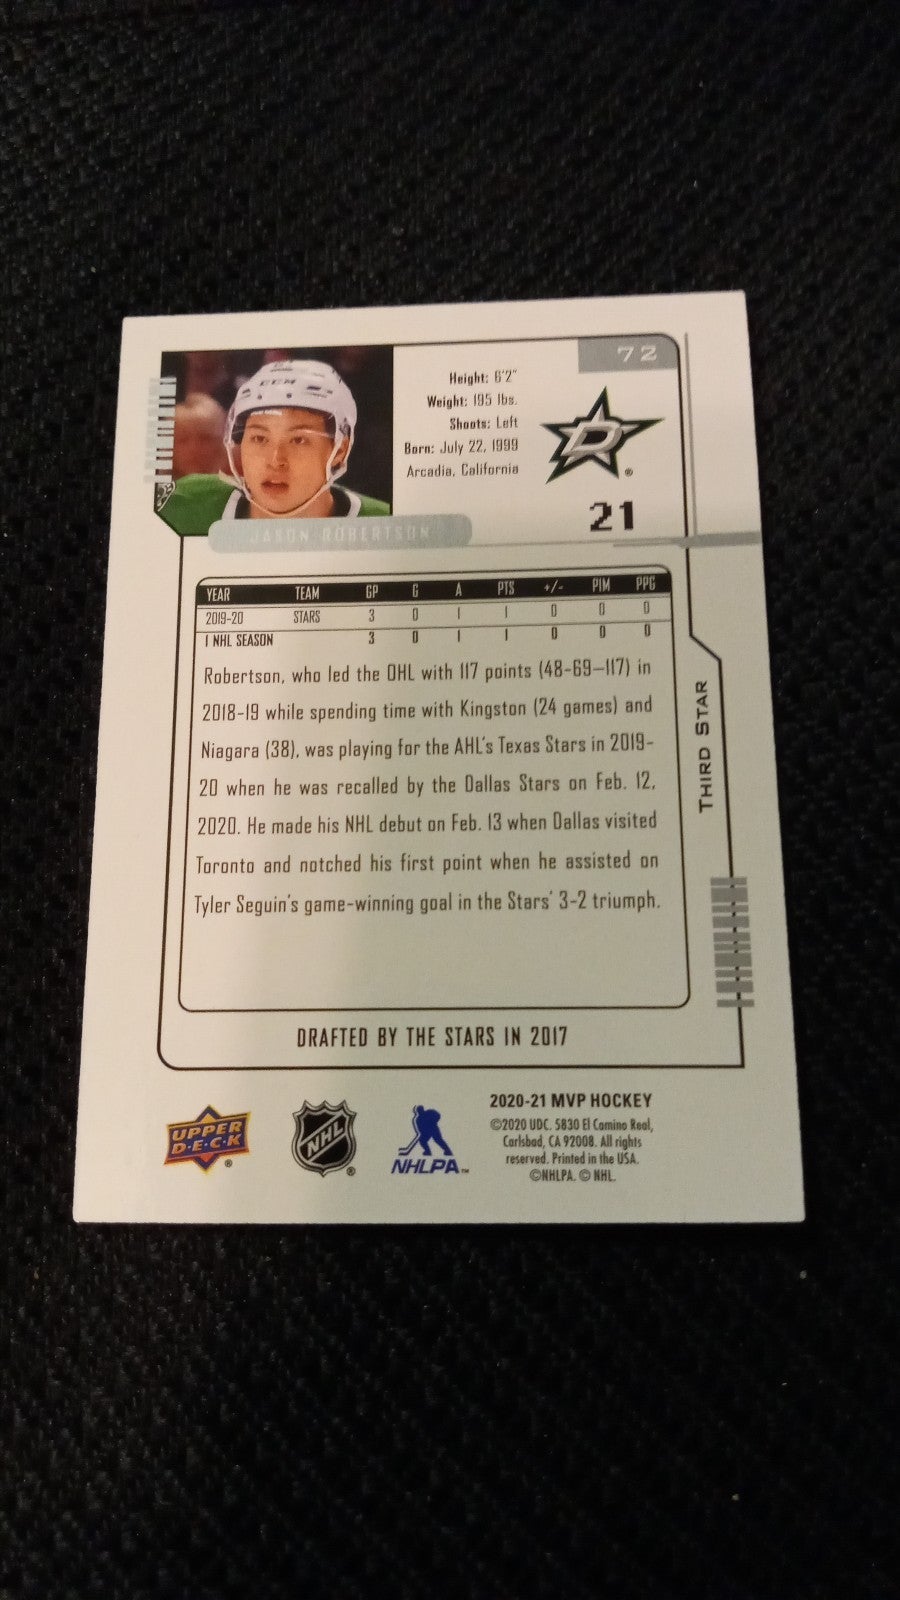 72
CCM
Height: 6'2"
Weight: 195 lbs.
Shoots: Left
Born: July 22, 1999
Arcadia, California
D
21
JASON ROBERTSON
YEAR TEAM GP G A PTS +/- PIM PPG
2019-20 STARS 3 0 1 1 0 0 0
1 NHL SEASON 3 0 1 1 0 0 0
Robertson, who led the OHL with 117 points (48-69—117) in
2018-19 while spending time with Kingston (24 games) and
Niagara (38), was playing for the AHL's Texas Stars in 2019-
20 when he was recalled by the Dallas Stars on Feb. 12,
2020. He made his NHL debut on Feb. 13 when Dallas visited
Toronto and notched his first point when he assisted on
Tyler Seguin's game-winning goal in the Stars' 3-2 triumph.
THIRD STAR
DRAFTED BY THE STARS IN 2017
UPPER
D·E·C·K
®
NHL
®
NHLPA™
2020-21 MVP HOCKEY
©2020 UDC. 5830 El Camino Real,
Carlsbad, CA 92008. All rights
reserved. Printed in the USA.
©NHLPA. © NHL.